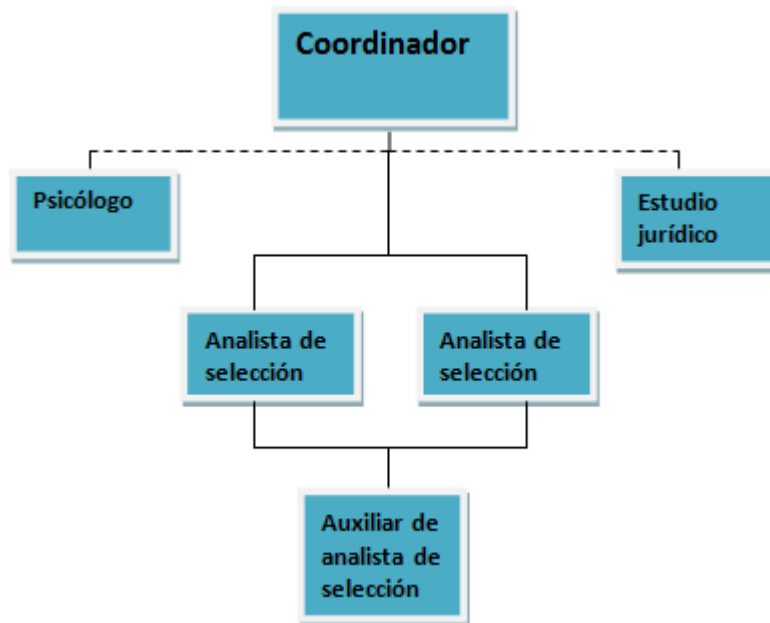 Coordinador
Psicólogo
Estudio
jurídico
Analista de
selección
Analista de
selección
Auxiliar de
analista de
selección